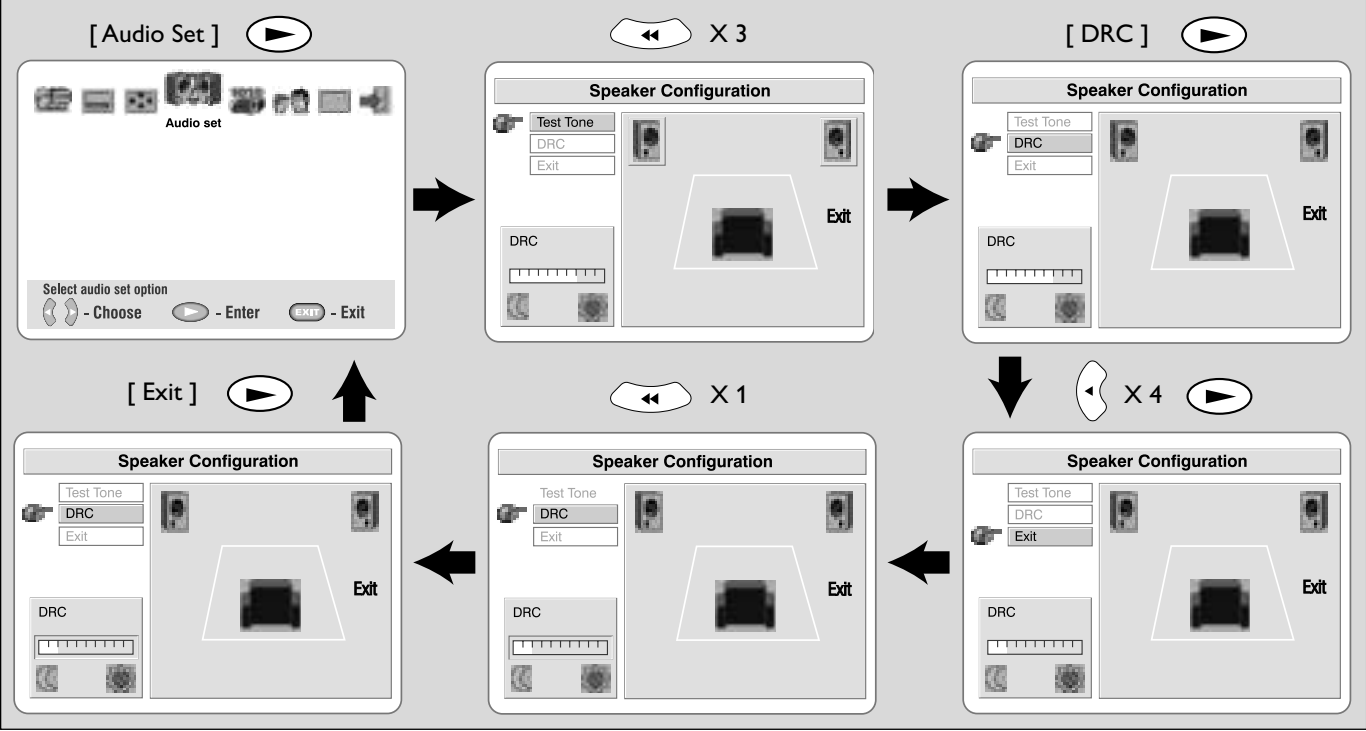 [ Audio Set ]
X 3
[ DRC ]
Audio set
Select audio set option
- Choose
- Enter
EXIT - Exit
Speaker Configuration
Test Tone
DRC
Exit
Exit
DRC
Speaker Configuration
Test Tone
DRC
Exit
Exit
DRC
[ Exit ]
X 1
X 4
Speaker Configuration
Test Tone
DRC
Exit
Exit
DRC
Speaker Configuration
Test Tone
DRC
Exit
Exit
DRC
Speaker Configuration
Test Tone
DRC
Exit
Exit
DRC